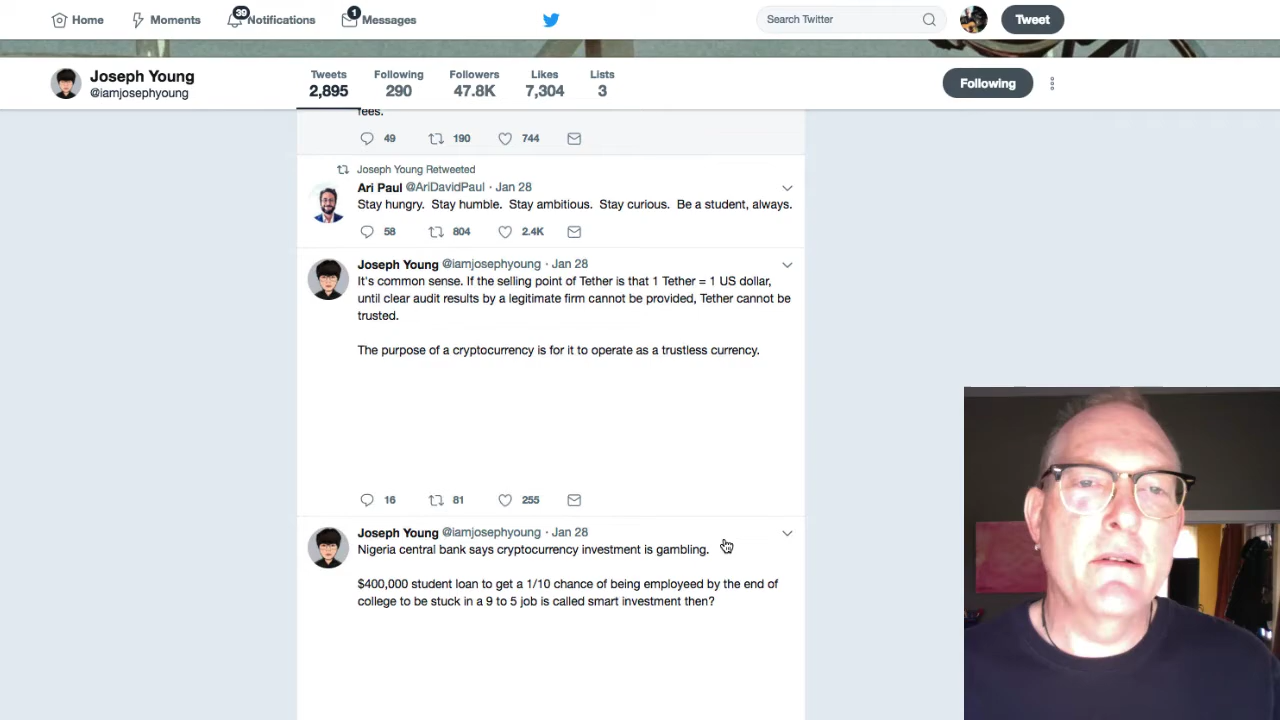 Home Moments 39 Notifications 1 Messages Search Twitter Tweet
Joseph Young
@iamjosephyoung
Tweets Following Followers Likes Lists
2,895 290 47.8K 7,304 3
Following
fees.
49 190 744
Joseph Young Retweeted
Ari Paul @AriDavidPaul · Jan 28
Stay hungry. Stay humble. Stay ambitious. Stay curious. Be a student, always.
58 804 2.4K
Joseph Young @iamjosephyoung · Jan 28
It's common sense. If the selling point of Tether is that 1 Tether = 1 US dollar,
until clear audit results by a legitimate firm cannot be provided, Tether cannot be
trusted.
The purpose of a cryptocurrency is for it to operate as a trustless currency.
16 81 255
Joseph Young @iamjosephyoung · Jan 28
Nigeria central bank says cryptocurrency investment is gambling.
$400,000 student loan to get a 1/10 chance of being employeed by the end of
college to be stuck in a 9 to 5 job is called smart investment then?